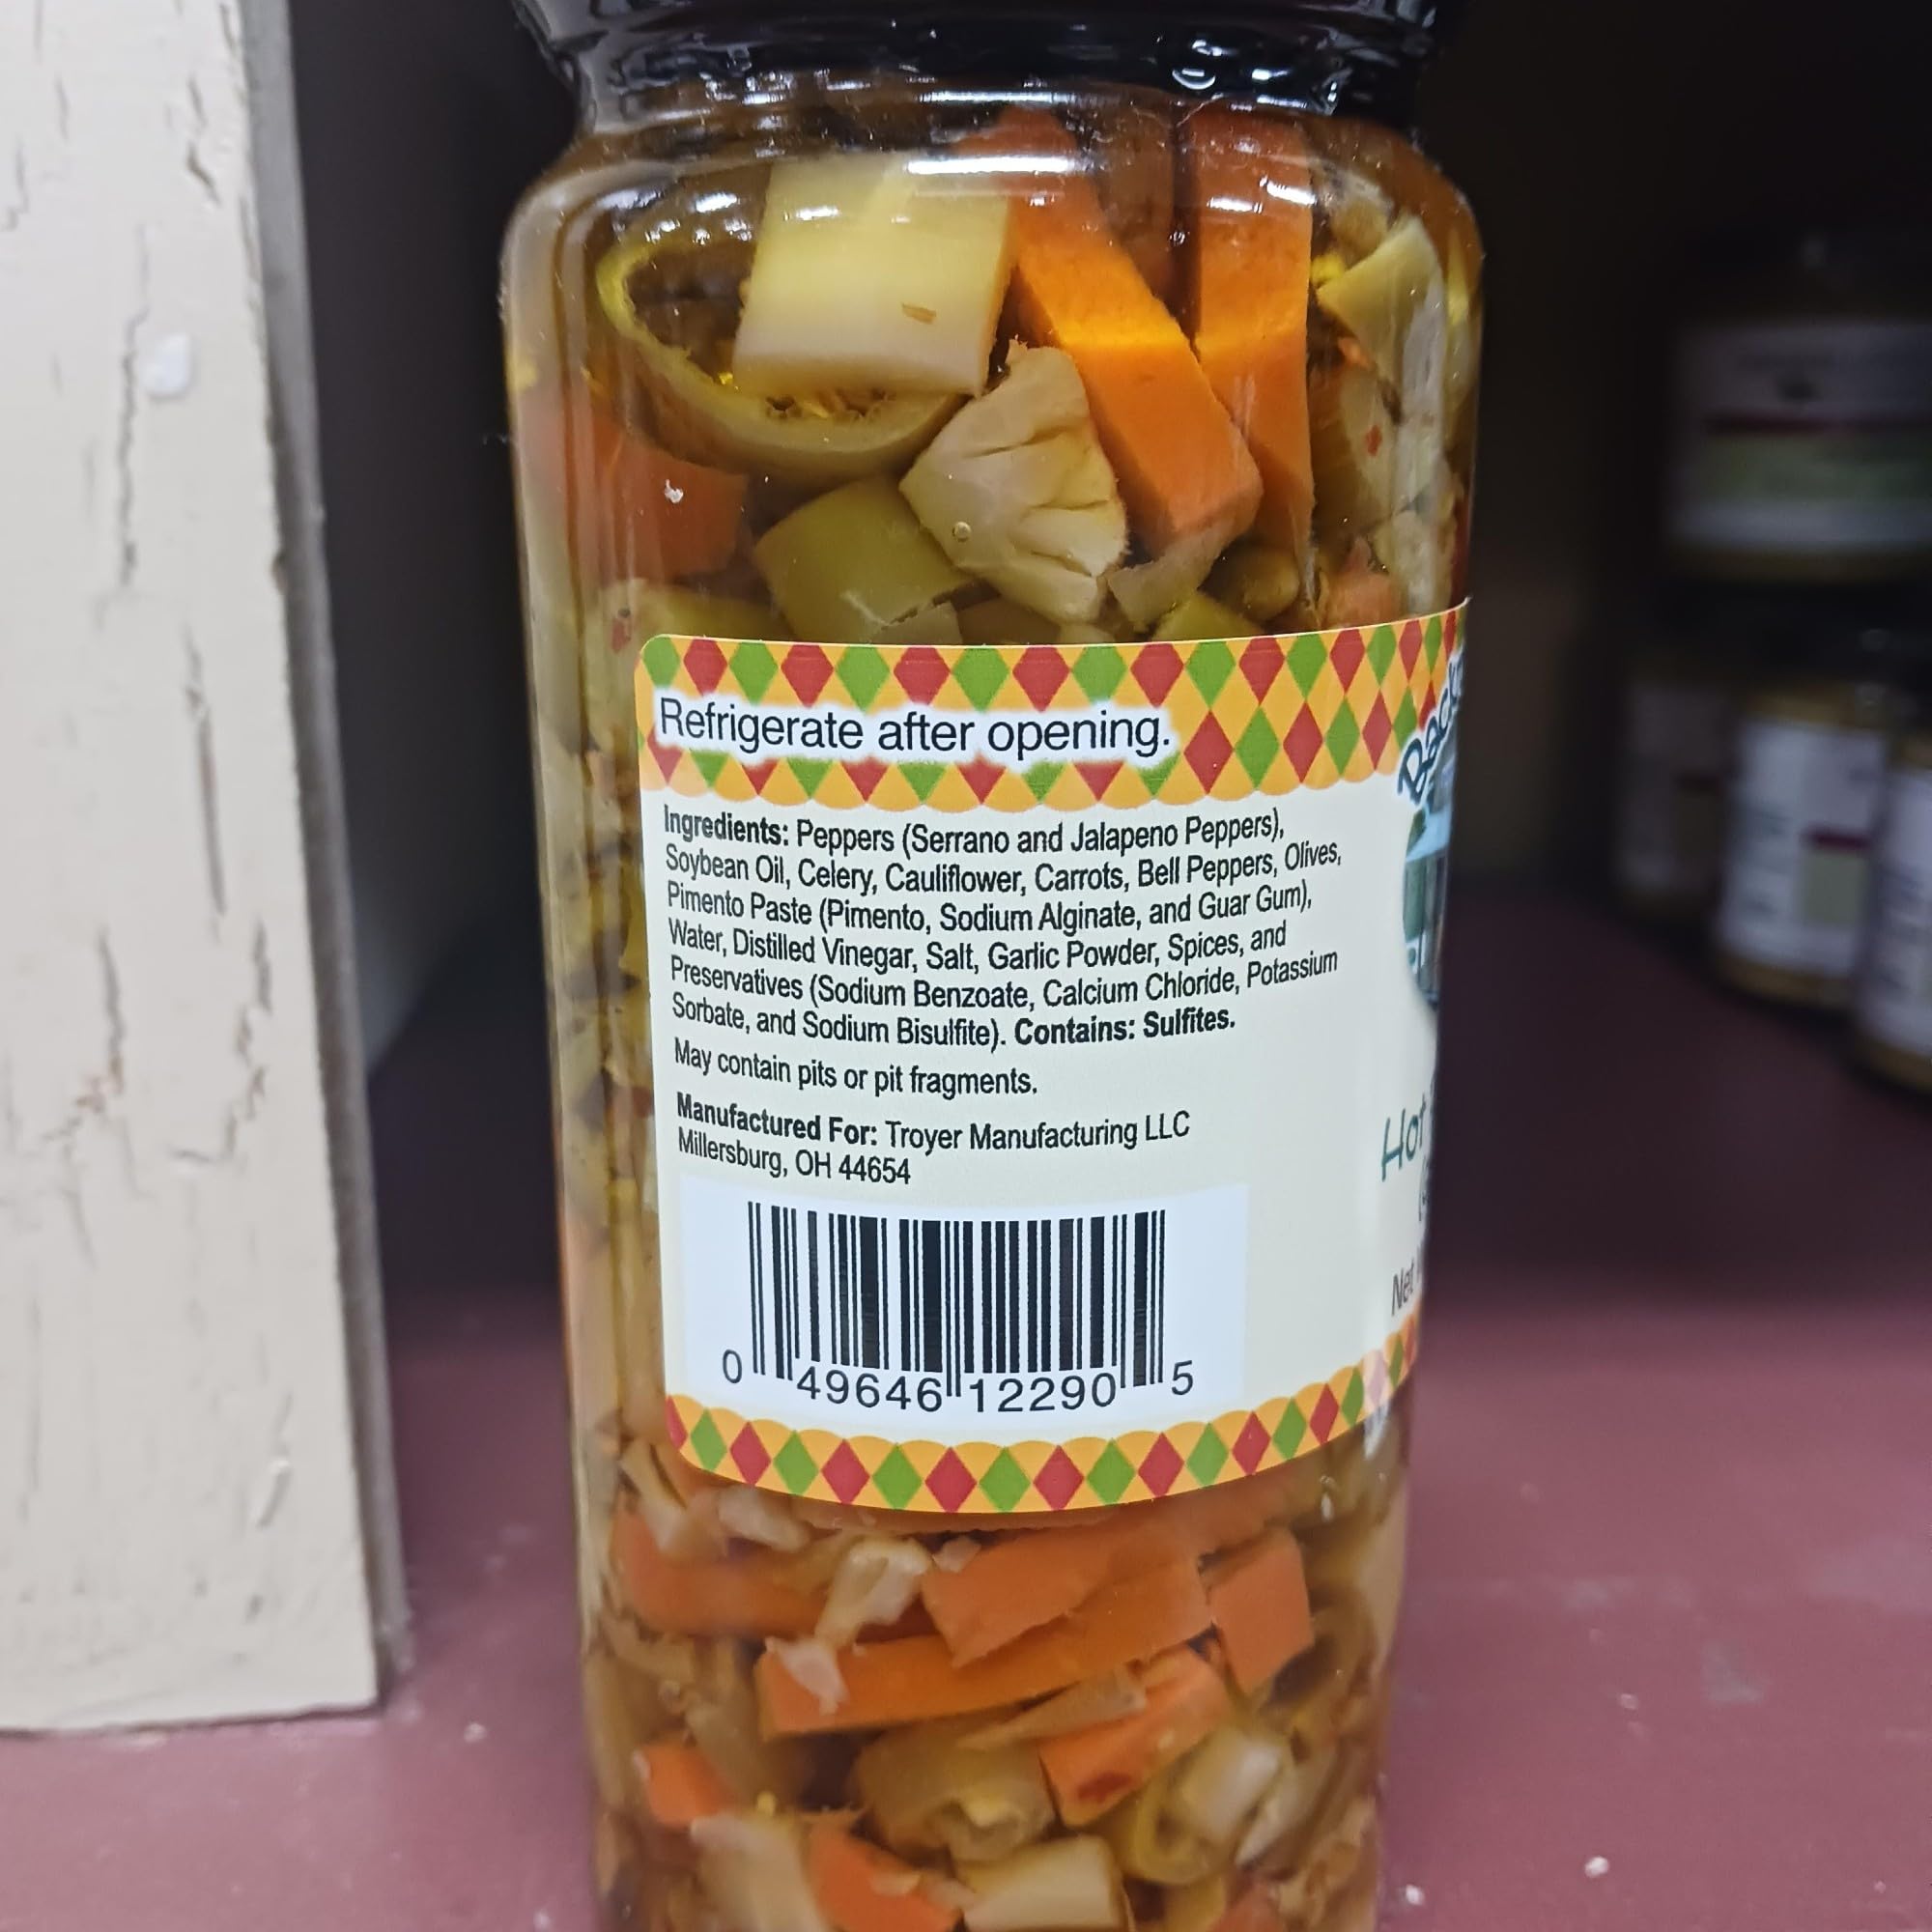 Refrigerate after opening.
Ingredients: Peppers (Serrano and Jalapeno Peppers),
Soybean Oil, Celery, Cauliflower, Carrots, Bell Peppers, Olives,
Pimento Paste (Pimento, Sodium Alginate, and Guar Gum),
Water, Distilled Vinegar, Salt, Garlic Powder, Spices, and
Preservatives (Sodium Benzoate, Calcium Chloride, Potassium
Sorbate, and Sodium Bisulfite). Contains: Sulfites.
May contain pits or pit fragments.
Manufactured For: Troyer Manufacturing LLC
Millersburg, OH 44654
0 49646 12290 5
Hot
Net